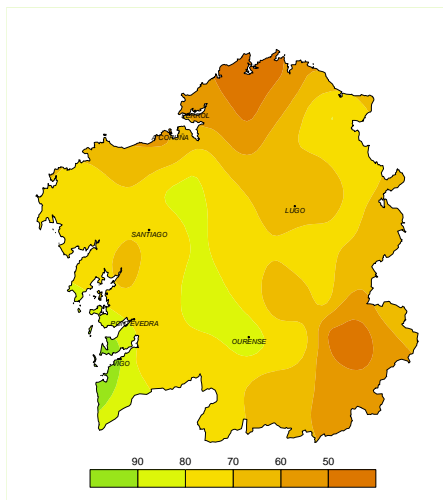 FERROL
A CORUÑA
LUGO
SANTIAGO
PONTEVEDRA
OURENSE
VIGO
90 80 70 60 50